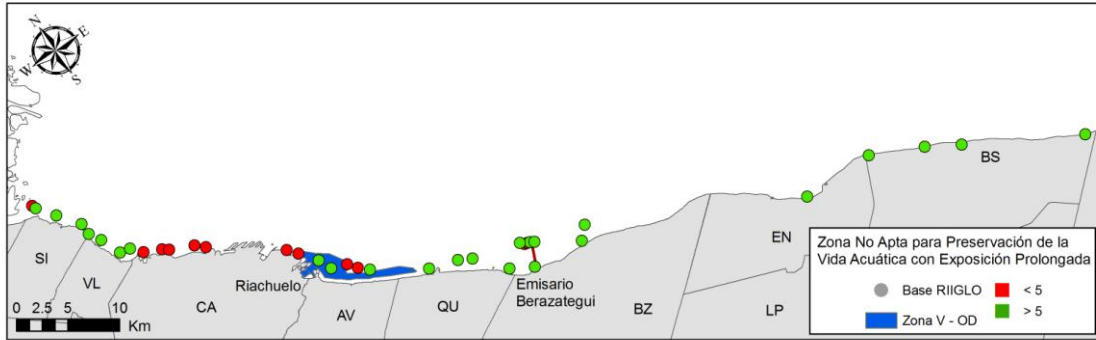 N
E
W
S
SI
VL
CA
Riachuelo
AV
QU
Emisario
Berazategui
BZ
EN
LP
BS
0 2.5 5 10
Km
Zona No Apta para Preservación de la
Vida Acuática con Exposición Prolongada
Base RIIGLO
< 5
Zona V - OD
> 5